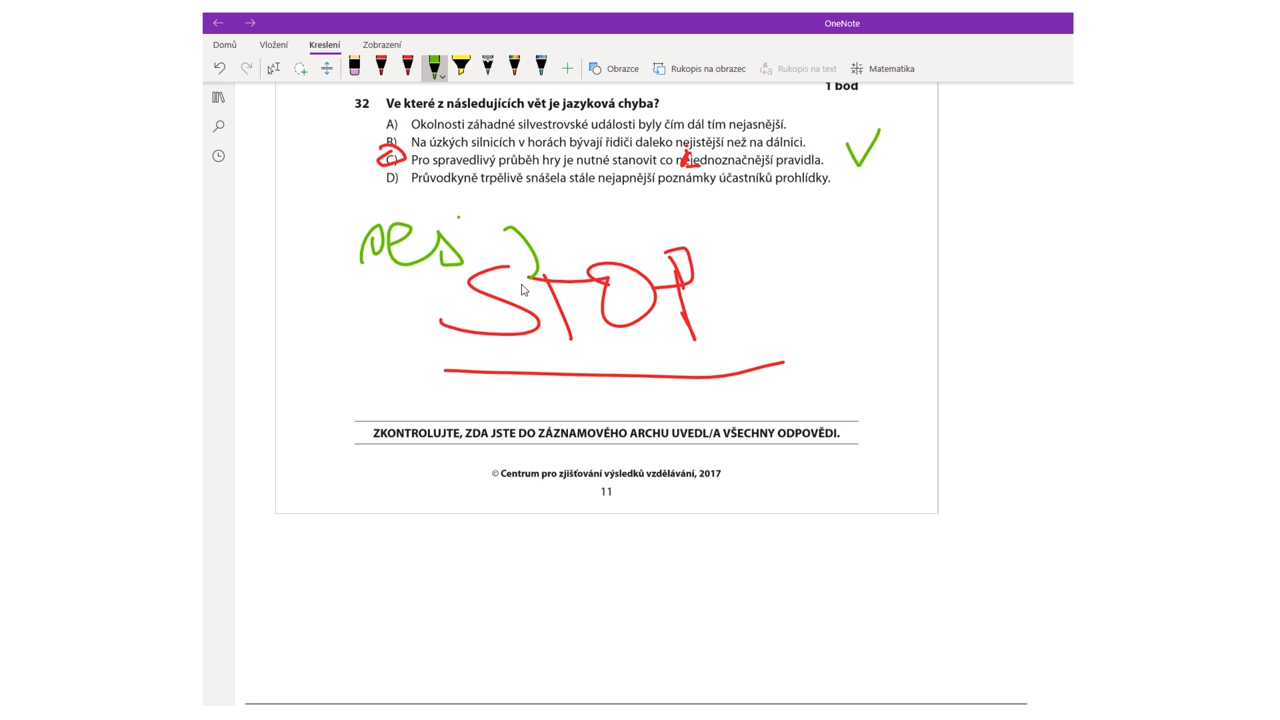 OneNote
Domů Vložení Kreslení Zobrazení
Obrazce Rukopis na obrazec Rukopis na text Matematika
1 bod
32 Ve které z následujících vět je jazyková chyba?
A) Okolnosti záhadné silvestrovské události byly čím dál tím nejasnější.
B) Na úzkých silnicích v horách bývají řidiči daleko nejistější než na dálnici.
C) Pro spravedlivý průběh hry je nutné stanovit co nejednoznačnější pravidla.
D) Průvodkyně trpělivě snášela stále nejapnější poznámky účastníků prohlídky.
STOP
ZKONTROLUJTE, ZDA JSTE DO ZÁZNAMOVÉHO ARCHU UVEDL/A VŠECHNY ODPOVĚDI.
© Centrum pro zjišťování výsledků vzdělávání, 2017
11